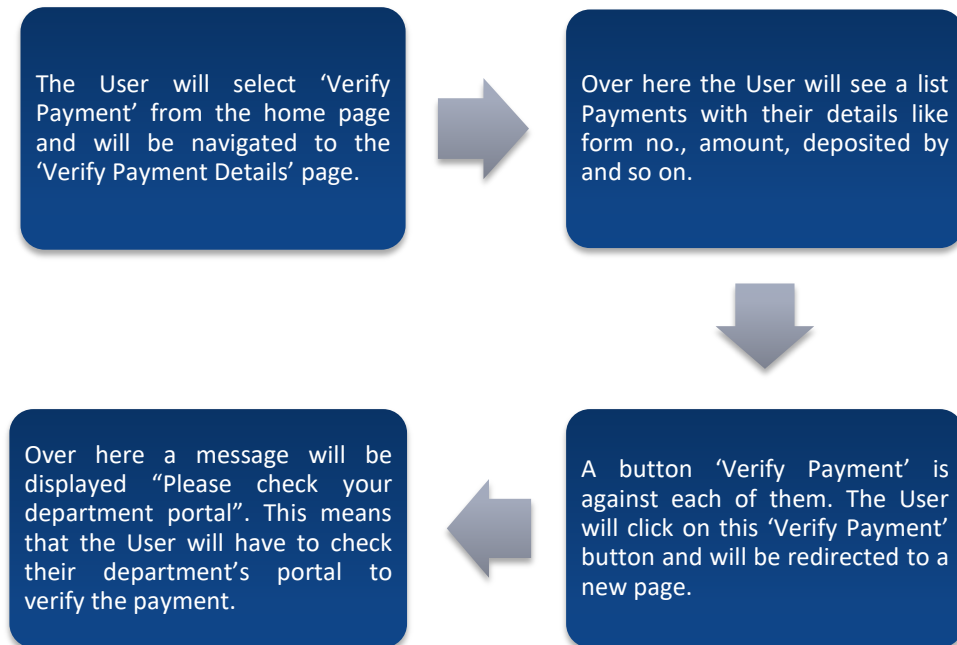 The User will select ‘Verify
Payment’ from the home page
and will be navigated to the
‘Verify Payment Details’ page.
Over here the User will see a list
Payments with their details like
form no., amount, deposited by
and so on.
A button ‘Verify Payment’ is
against each of them. The User
will click on this ‘Verify Payment’
button and will be redirected to a
new page.
Over here a message will be
displayed “Please check your
department portal”. This means
that the User will have to check
their department’s portal to
verify the payment.